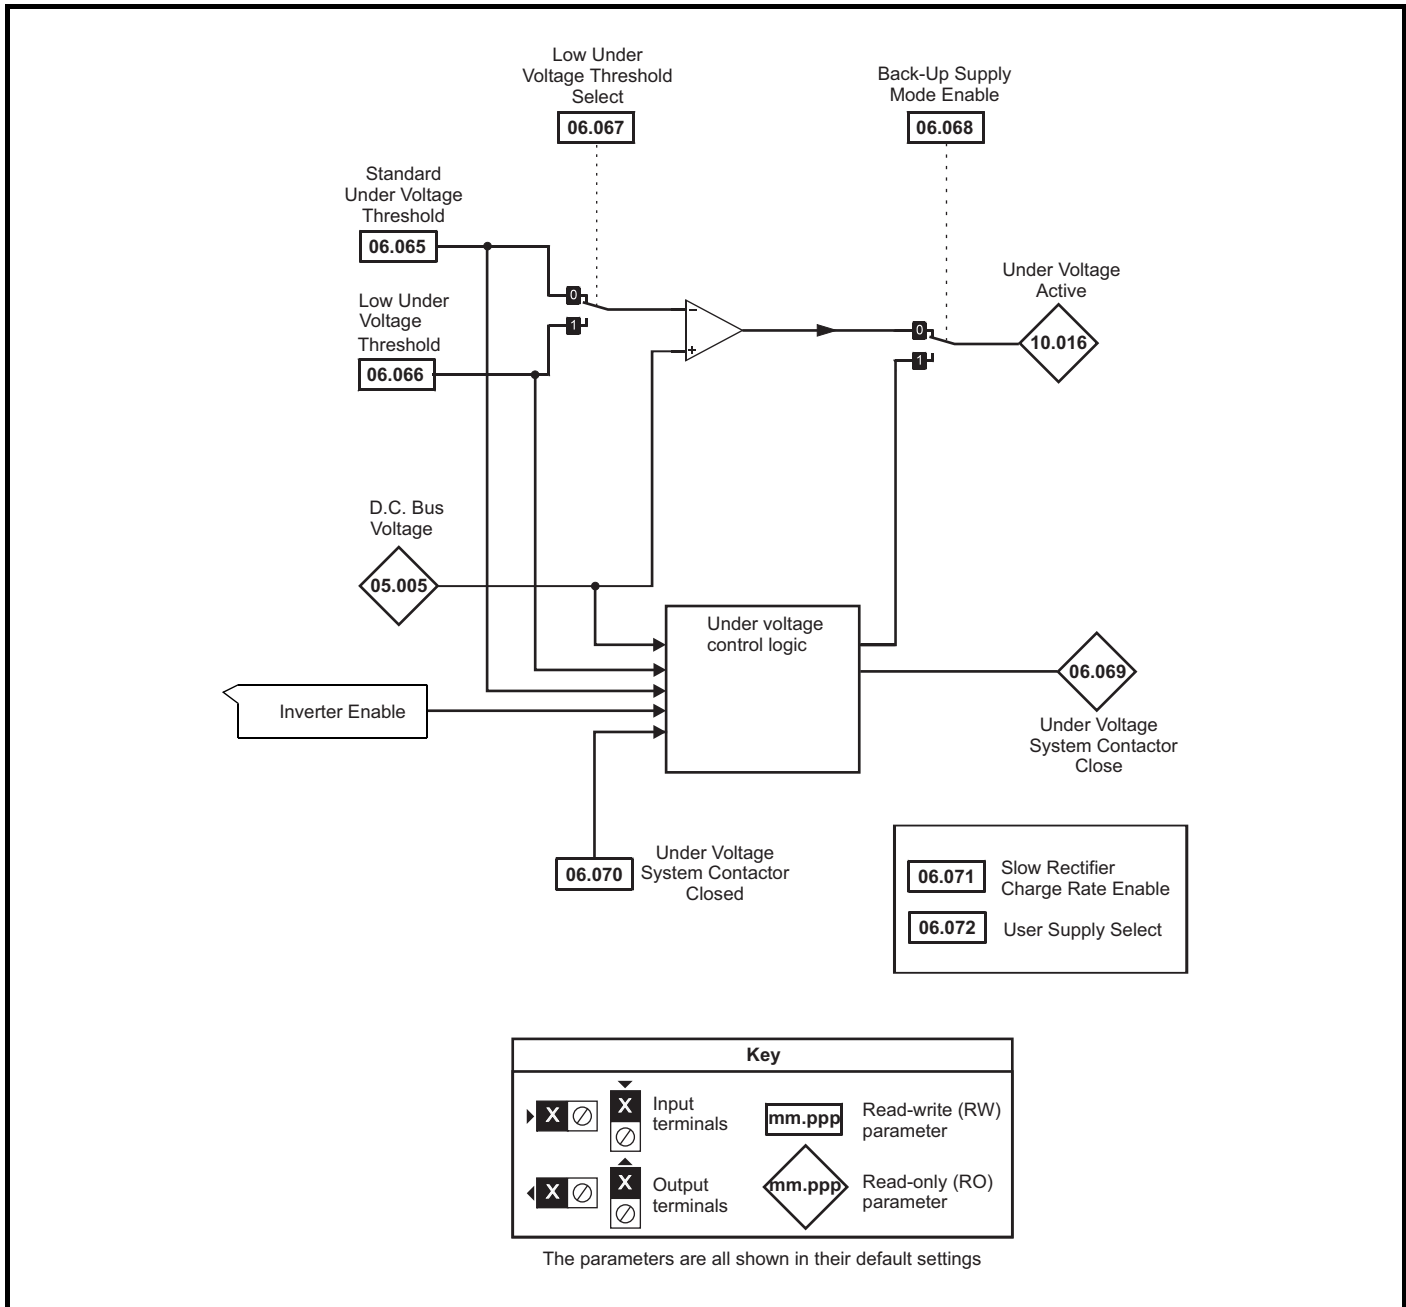 Low Under
Voltage Threshold
Select
06.067
Back-Up Supply
Mode Enable
06.068
Standard
Under Voltage
Threshold
06.065
0
1
Low Under
Voltage
Threshold
06.066
−
+
0
1
Under Voltage
Active
10.016
D.C. Bus
Voltage
05.005
Under voltage
control logic
Inverter Enable
06.069
Under Voltage
System Contactor
Close
06.070
Under Voltage
System Contactor
Closed
06.071
Slow Rectifier
Charge Rate Enable
06.072
User Supply Select
Key
X
X
Input
terminals
mm.ppp
Read-write (RW)
parameter
X
X
Output
terminals
mm.ppp
Read-only (RO)
parameter
The parameters are all shown in their default settings